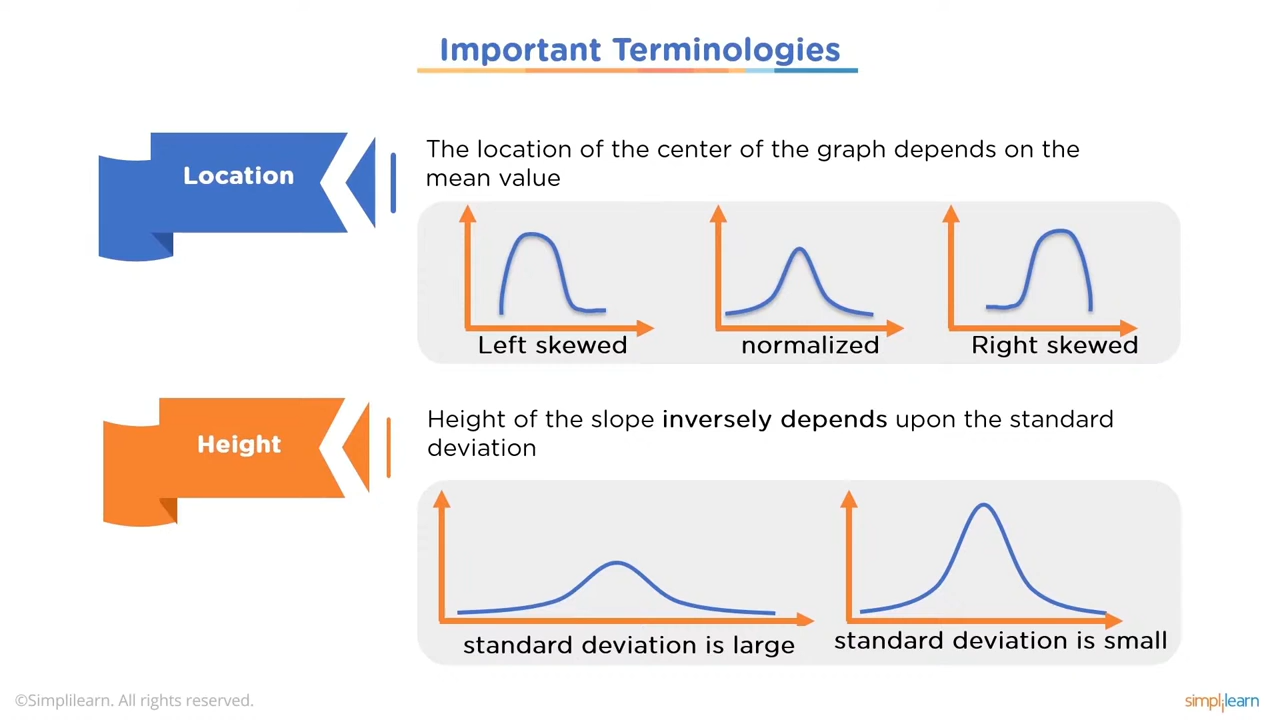 Important Terminologies
Location
The location of the center of the graph depends on the
mean value
Left skewed
normalized
Right skewed
Height
Height of the slope inversely depends upon the standard
deviation
standard deviation is large
standard deviation is small
©Simplilearn. All rights reserved.
simplilearn